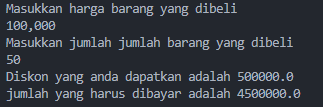 Masukkan harga barang yang dibeli
100,000
Masukkan jumlah jumlah barang yang dibeli
50
Diskon yang anda dapatkan adalah 500000.0
jumlah yang harus dibayar adalah 4500000.0